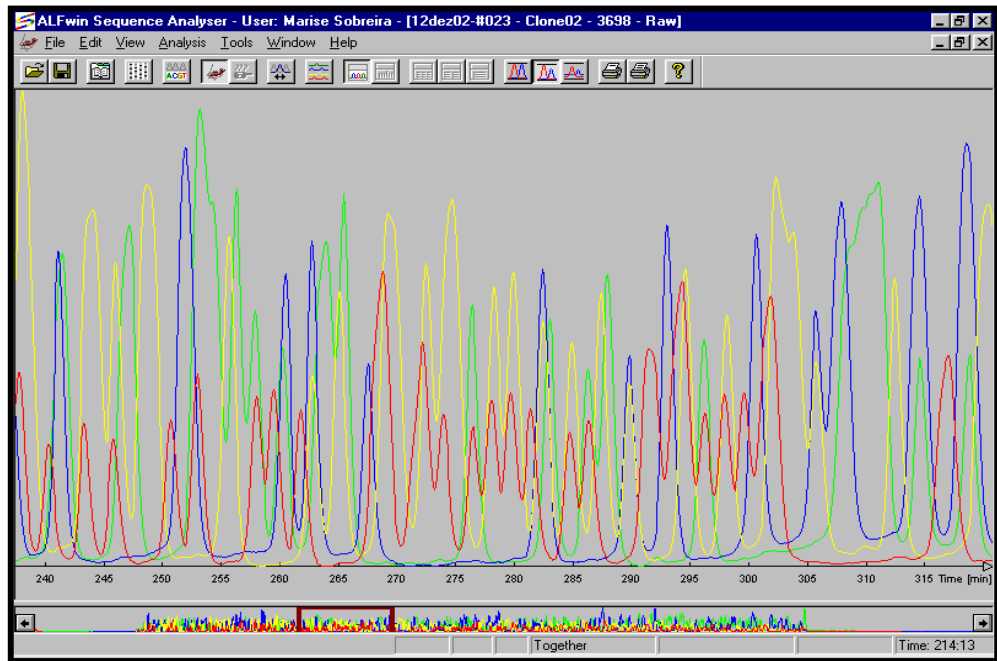 ALFwin Sequence Analyser - User: Marise Sobreira - [12dez02-#023 - Clone02 - 3698 - Raw]
File Edit View Analysis Tools Window Help
ACGT
240 245 250 255 260 265 270 275 280 285 290 295 300 305 310 315 Time [min]
Together Time: 214:13